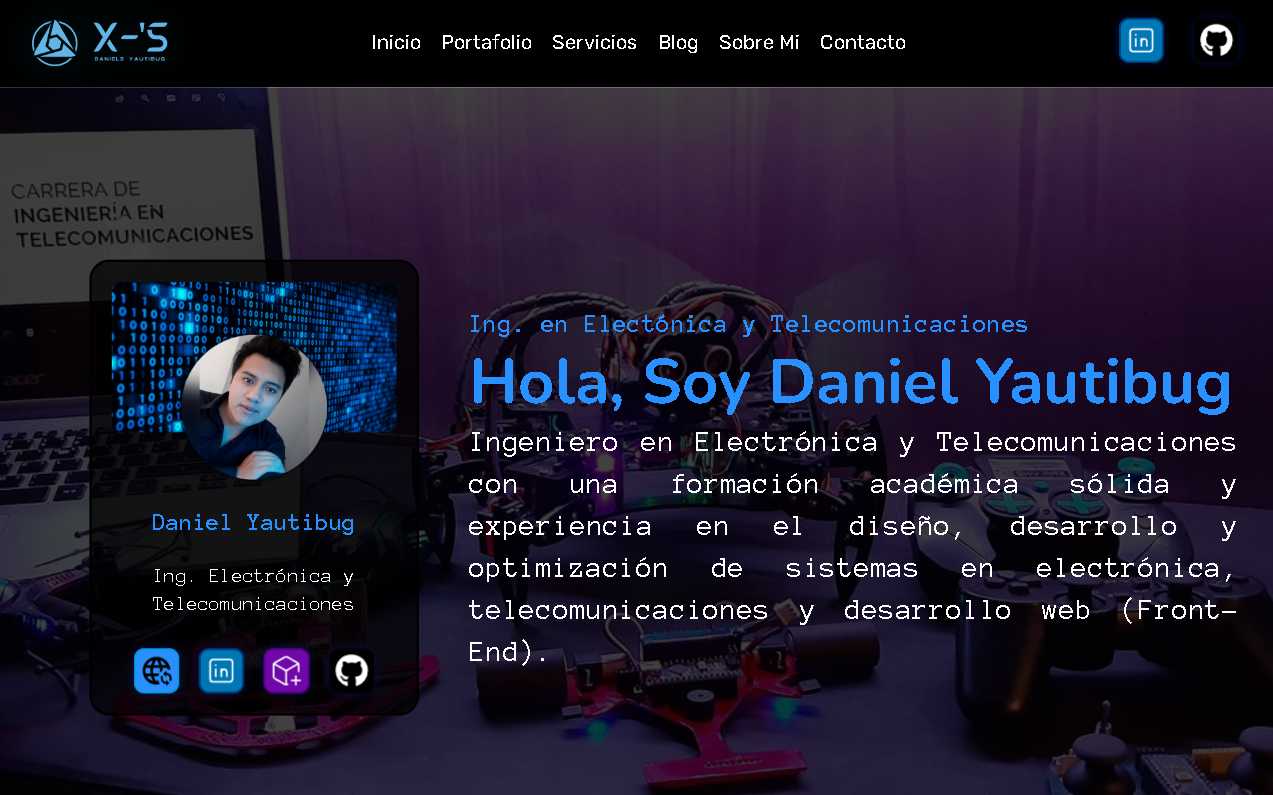 X-'S
DANIELS YAUTIBUG
Inicio Portafolio Servicios Blog Sobre Mi Contacto
CARRERA DE
INGENIERÍA EN
TELECOMUNICACIONES
acer
Daniel Yautibug
Ing. Electrónica y
Telecomunicaciones
Ing. en Electónica y Telecomunicaciones
Hola, Soy Daniel Yautibug
Ingeniero en Electrónica y Telecomunicaciones
con una formación académica sólida y
experiencia en el diseño, desarrollo y
optimización de sistemas en electrónica,
telecomunicaciones y desarrollo web (Front-
End).